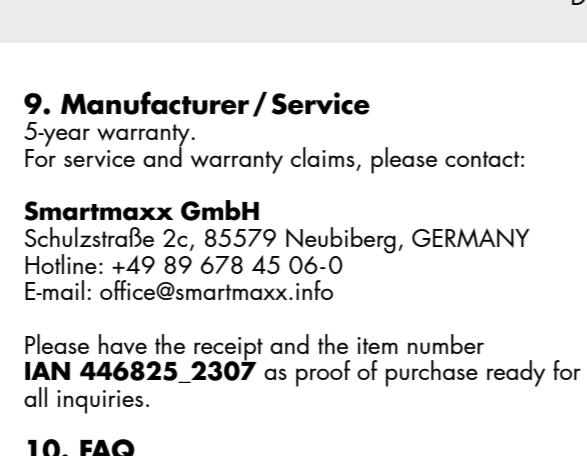 9. Manufacturer / Service
5-year warranty.
For service and warranty claims, please contact:
Smartmaxx GmbH
Schulzstraße 2c, 85579 Neubiberg, GERMANY
Hotline: +49 89 678 45 06-0
E-mail: office@smartmaxx.info
Please have the receipt and the item number
IAN 446825_2307 as proof of purchase ready for
all inquiries.
10. FAQ